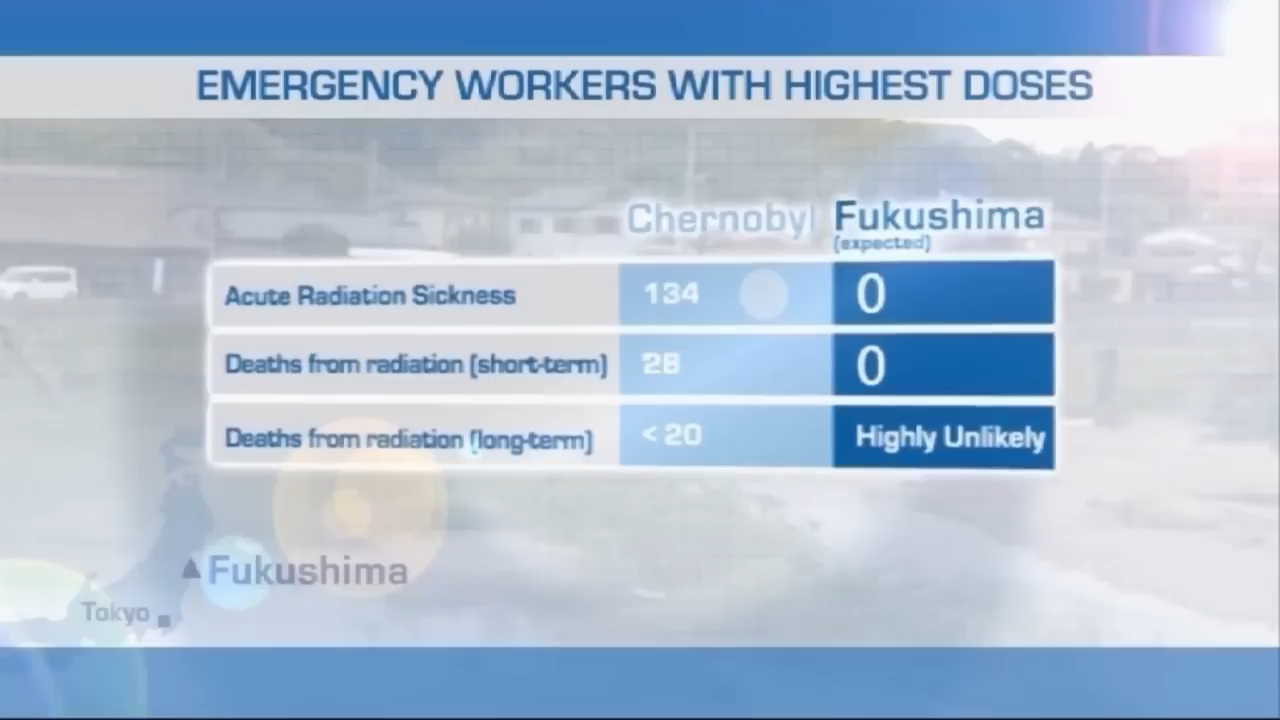 EMERGENCY WORKERS WITH HIGHEST DOSES
Chernobyl Fukushima
(expected)
Acute Radiation Sickness 134 0
Deaths from radiation (short-term) 28 0
Deaths from radiation (long-term) < 20 Highly Unlikely
Fukushima
Tokyo